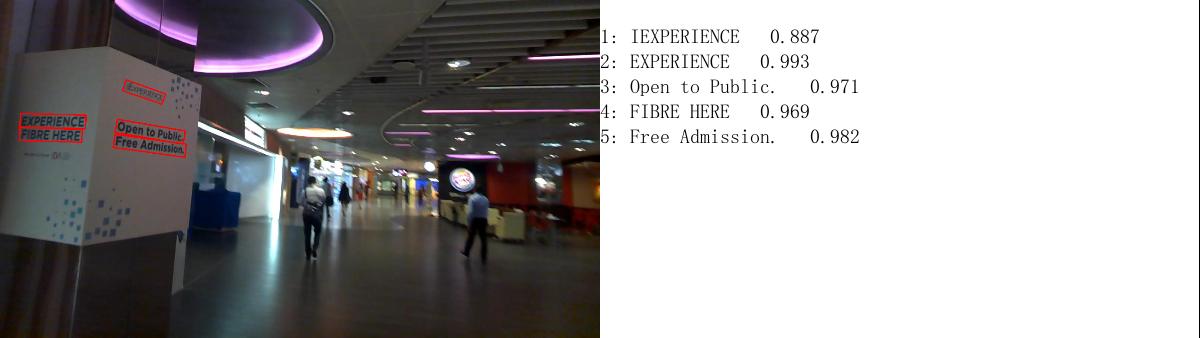 EXPERIENCE
FIBRE HERE
iEXPERIENCE
Open to Public.
Free Admission.
1: IEXPERIENCE 0.887
2: EXPERIENCE 0.993
3: Open to Public. 0.971
4: FIBRE HERE 0.969
5: Free Admission. 0.982